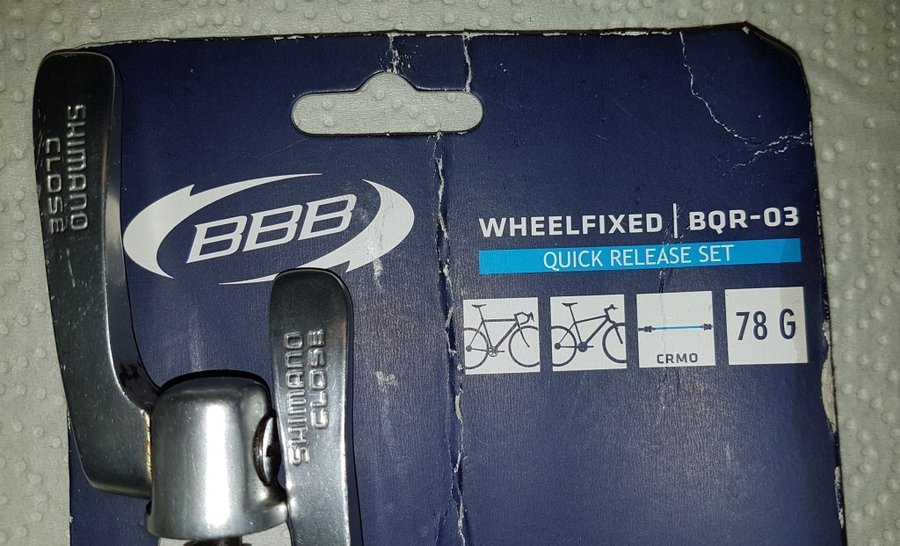 SHIMANO
CLOSE
BBB
WHEELFIXED | BQR-03
QUICK RELEASE SET
CRMO
78 G
SHIMANO
CLOSE